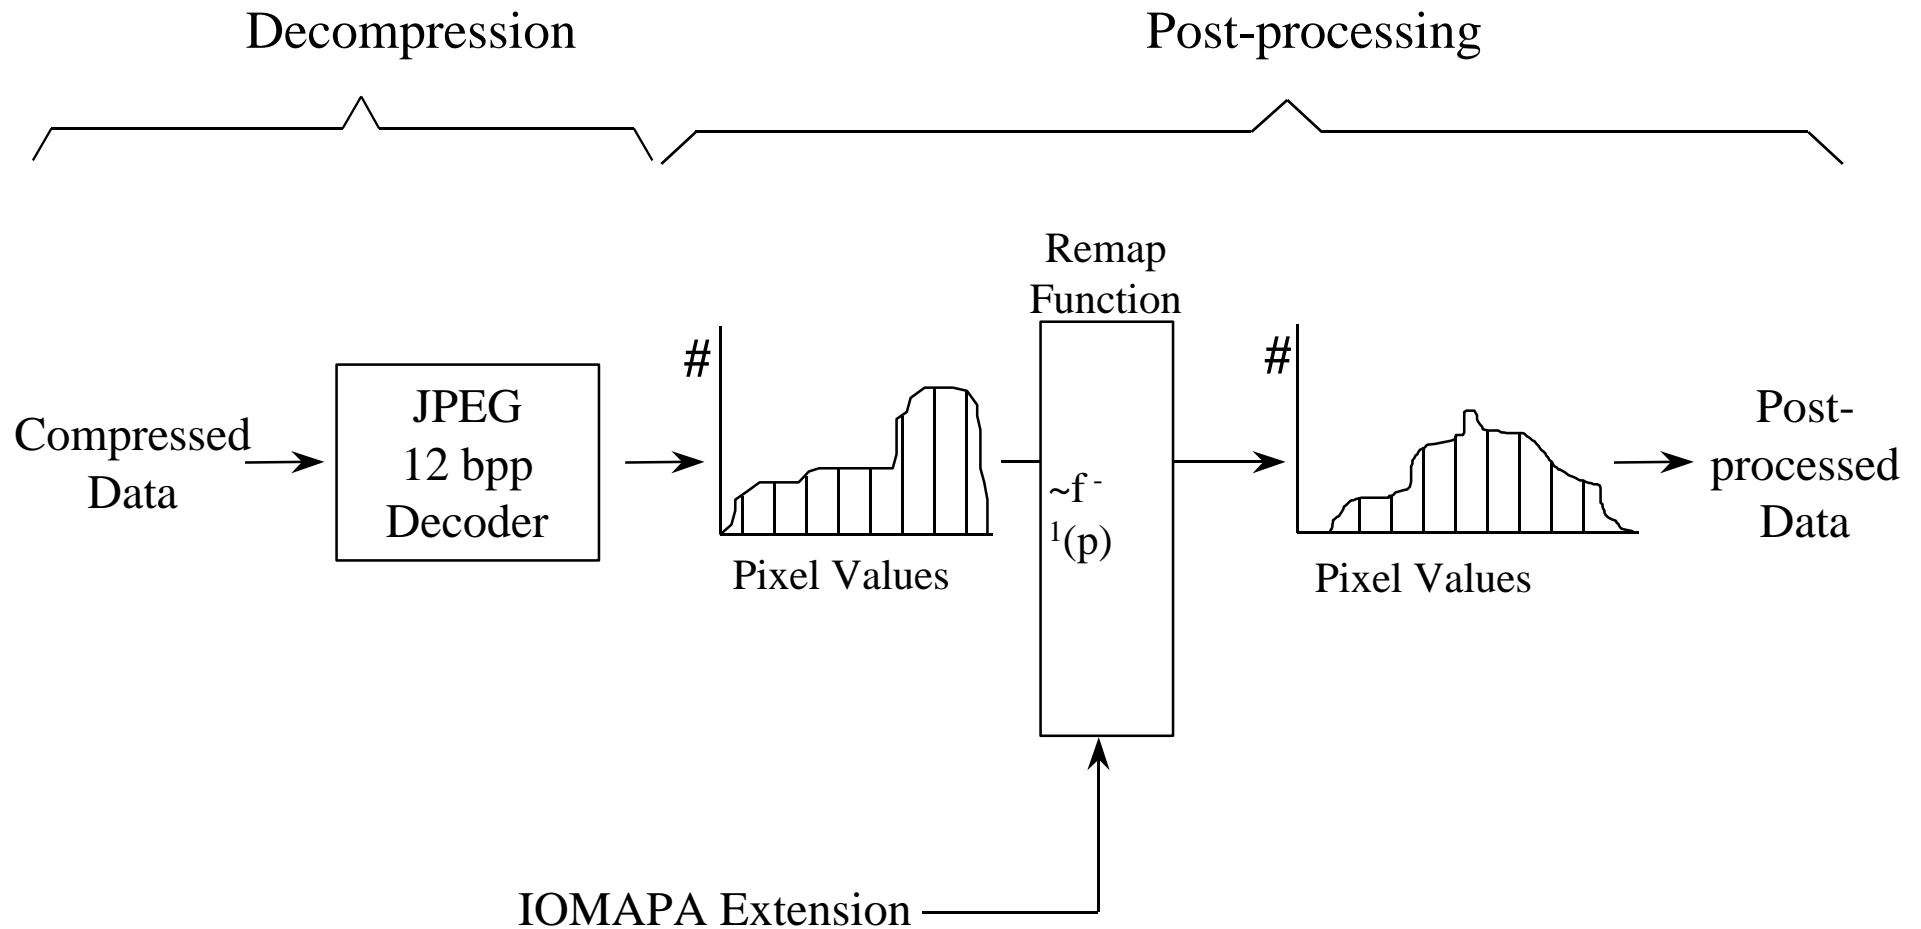 Decompression
Post-processing
Remap
Function
#
#
Compressed
Data
JPEG
12 bpp
Decoder
~f -
1(p)
Post-
processed
Data
Pixel Values
Pixel Values
IOMAPA Extension